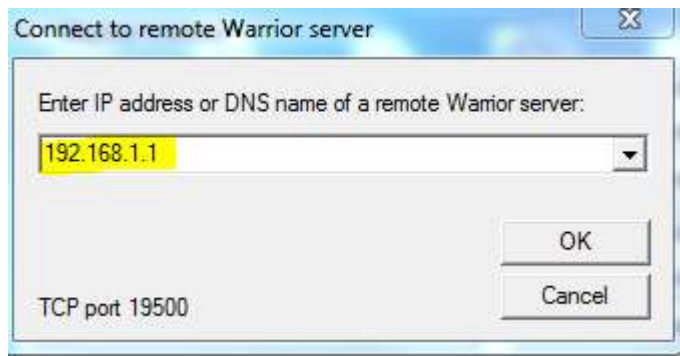 Connect to remote Warrior server
Enter IP address or DNS name of a remote Warrior server:
192.168.1.1
OK
Cancel
TCP port 19500